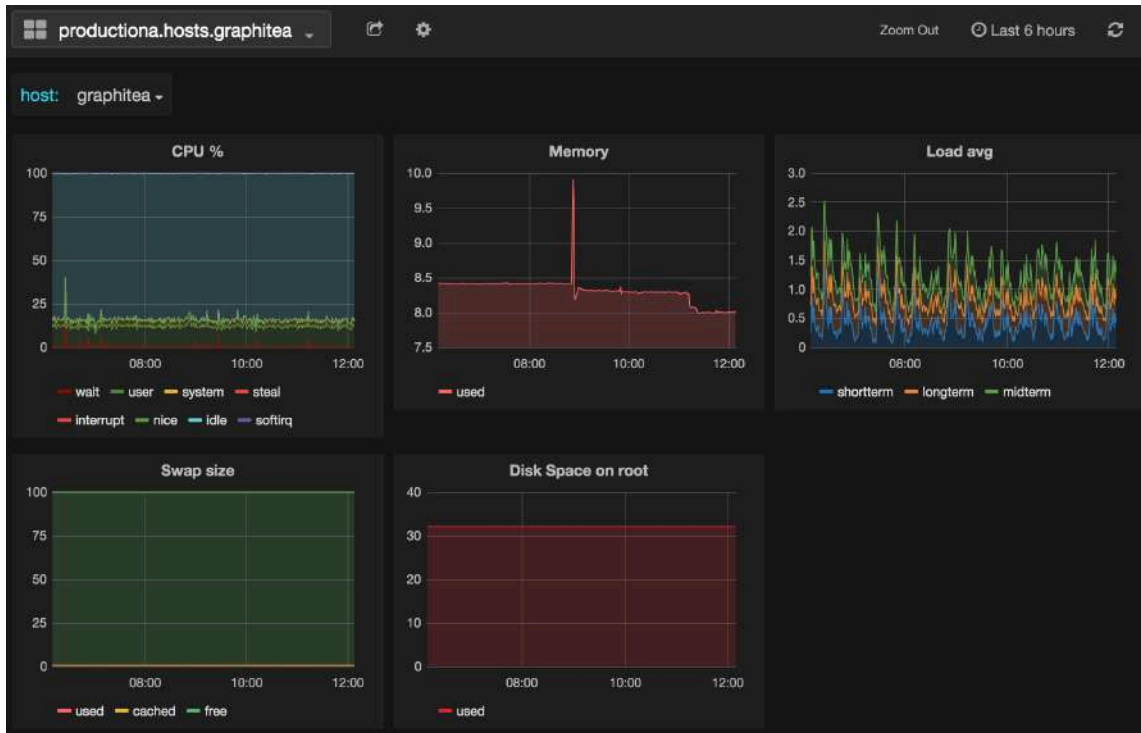 productiona.hosts.graphitea
Zoom Out Last 6 hours
host: graphitea
CPU %
100
75
50
25
0
08:00 10:00 12:00
wait user system steal
interrupt nice idle softirq
Memory
10.0
9.5
9.0
8.5
8.0
7.5
08:00 10:00 12:00
used
Load avg
3.0
2.5
2.0
1.5
1.0
0.5
0
08:00 10:00 12:00
shortterm longterm midterm
Swap size
100
75
50
25
0
08:00 10:00 12:00
used cached free
Disk Space on root
40
30
20
10
0
08:00 10:00 12:00
used